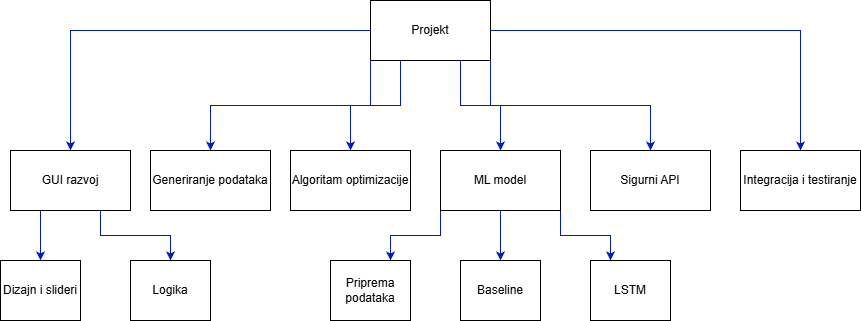 Projekt
GUI razvoj
Generiranje podataka
Algoritam optimizacije
ML model
Sigurni API
Integracija i testiranje
Dizajn i slideri
Logika
Priprema
podataka
Baseline
LSTM